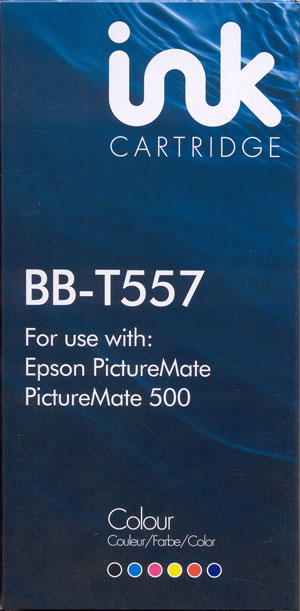 ink
CARTRIDGE
BB-T557
For use with:
Epson PictureMate
PictureMate 500
Colour
Couleur/Farbe/Color